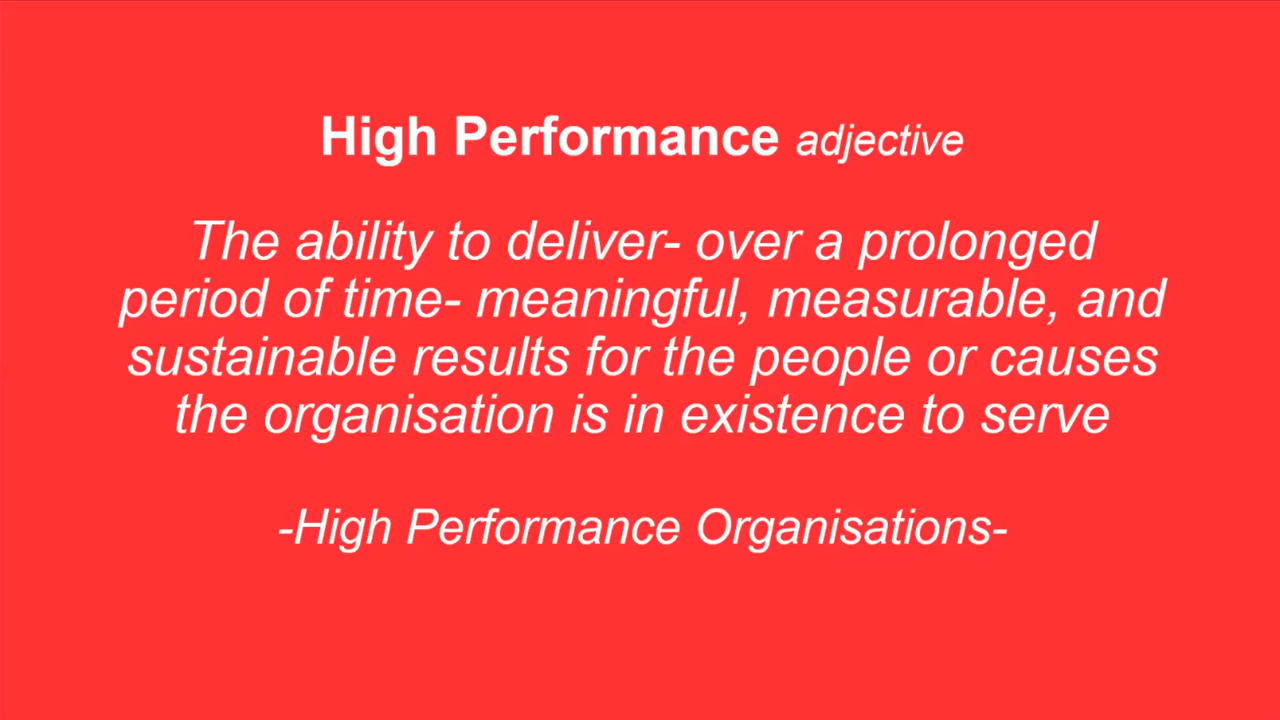 High Performance adjective
The ability to deliver- over a prolonged
period of time- meaningful, measurable, and
sustainable results for the people or causes
the organisation is in existence to serve
-High Performance Organisations-